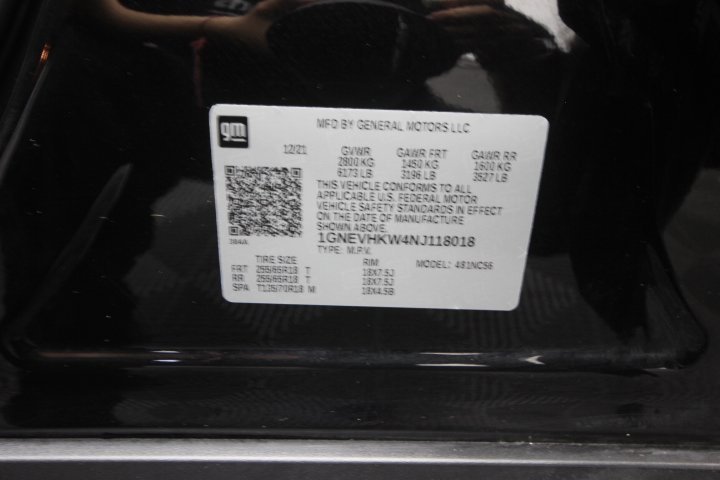 gm
MFD BY GENERAL MOTORS LLC
12/21 GVWR GAWR FRT GAWR RR
2800 KG 1450 KG 1600 KG
6173 LB 3196 LB 3527 LB
THIS VEHICLE CONFORMS TO ALL
APPLICABLE U.S. FEDERAL MOTOR
VEHICLE SAFETY STANDARDS IN EFFECT
ON THE DATE OF MANUFACTURE
SHOWN ABOVE.
1GNEVHKW4NJ118018
TYPE: M.P.V.
TIRE SIZE RIM MODEL: 
FRT 255/65R18 T 18X7.5J
RR 255/65R18 T 18X7.5J
SPA T135/70R18 M 18X4.5B